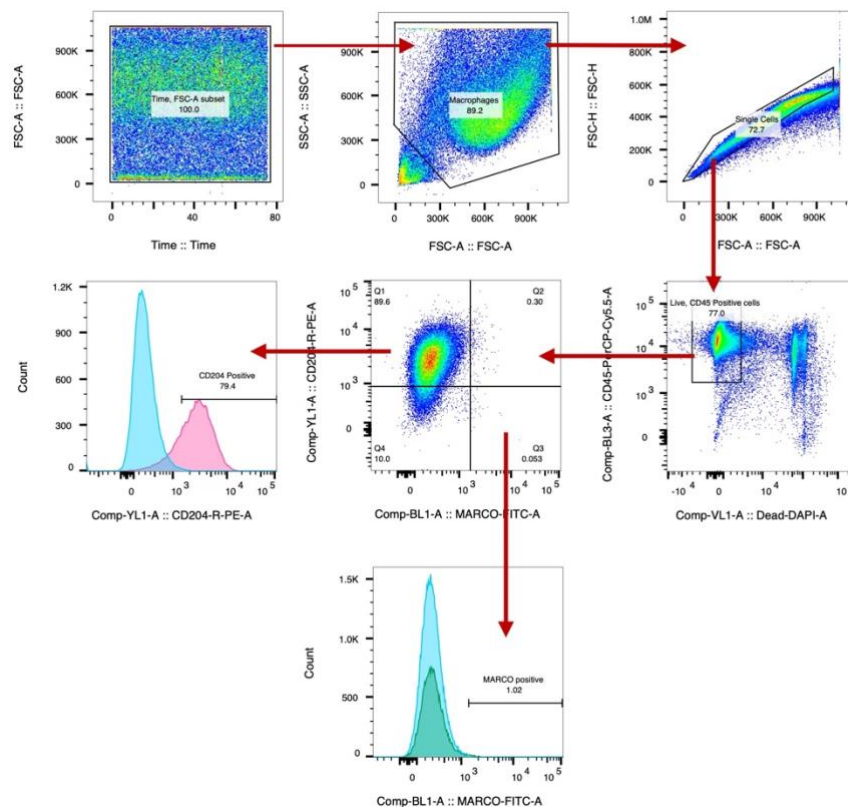 FSC-A :: FSC-A
900K
600K
300K
0
Time, FSC-A subset
100.0
0
40
80
Time :: Time
SSC-A :: SSC-A
900K
600K
300K
0
Macrophages
89.2
0
300K
600K
900K
FSC-A :: FSC-A
FSC-H :: FSC-H
1.0M
800K
600K
400K
200K
0
Single Cells
72.7
0
300K
600K
900K
FSC-A :: FSC-A
Count
1.2K
900
600
300
0
CD204 Positive
79.4
0
10 3
10 4
10 5
Comp-YL1-A :: CD204-R-PE-A
Comp-YL1-A :: CD204-R-PE-A
10 5
10 4
10 3
0
Q1
89.6
Q2
0.30
Q4
10.0
Q3
0.053
0
10 3
10 4
10 5
Comp-BL1-A :: MARCO-FITC-A
Comp-BL3-A :: CD45-PerCP-Cy5.5-A
10 5
10 4
10 3
0
Live, CD45 Positive cells
77.0
-10 4
0
10 4
10 5
Comp-VL1-A :: Dead-DAPI-A
Count
1.5K
1.0K
500
0
MARCO positive
1.02
0
10 3
10 4
10 5
Comp-BL1-A :: MARCO-FITC-A